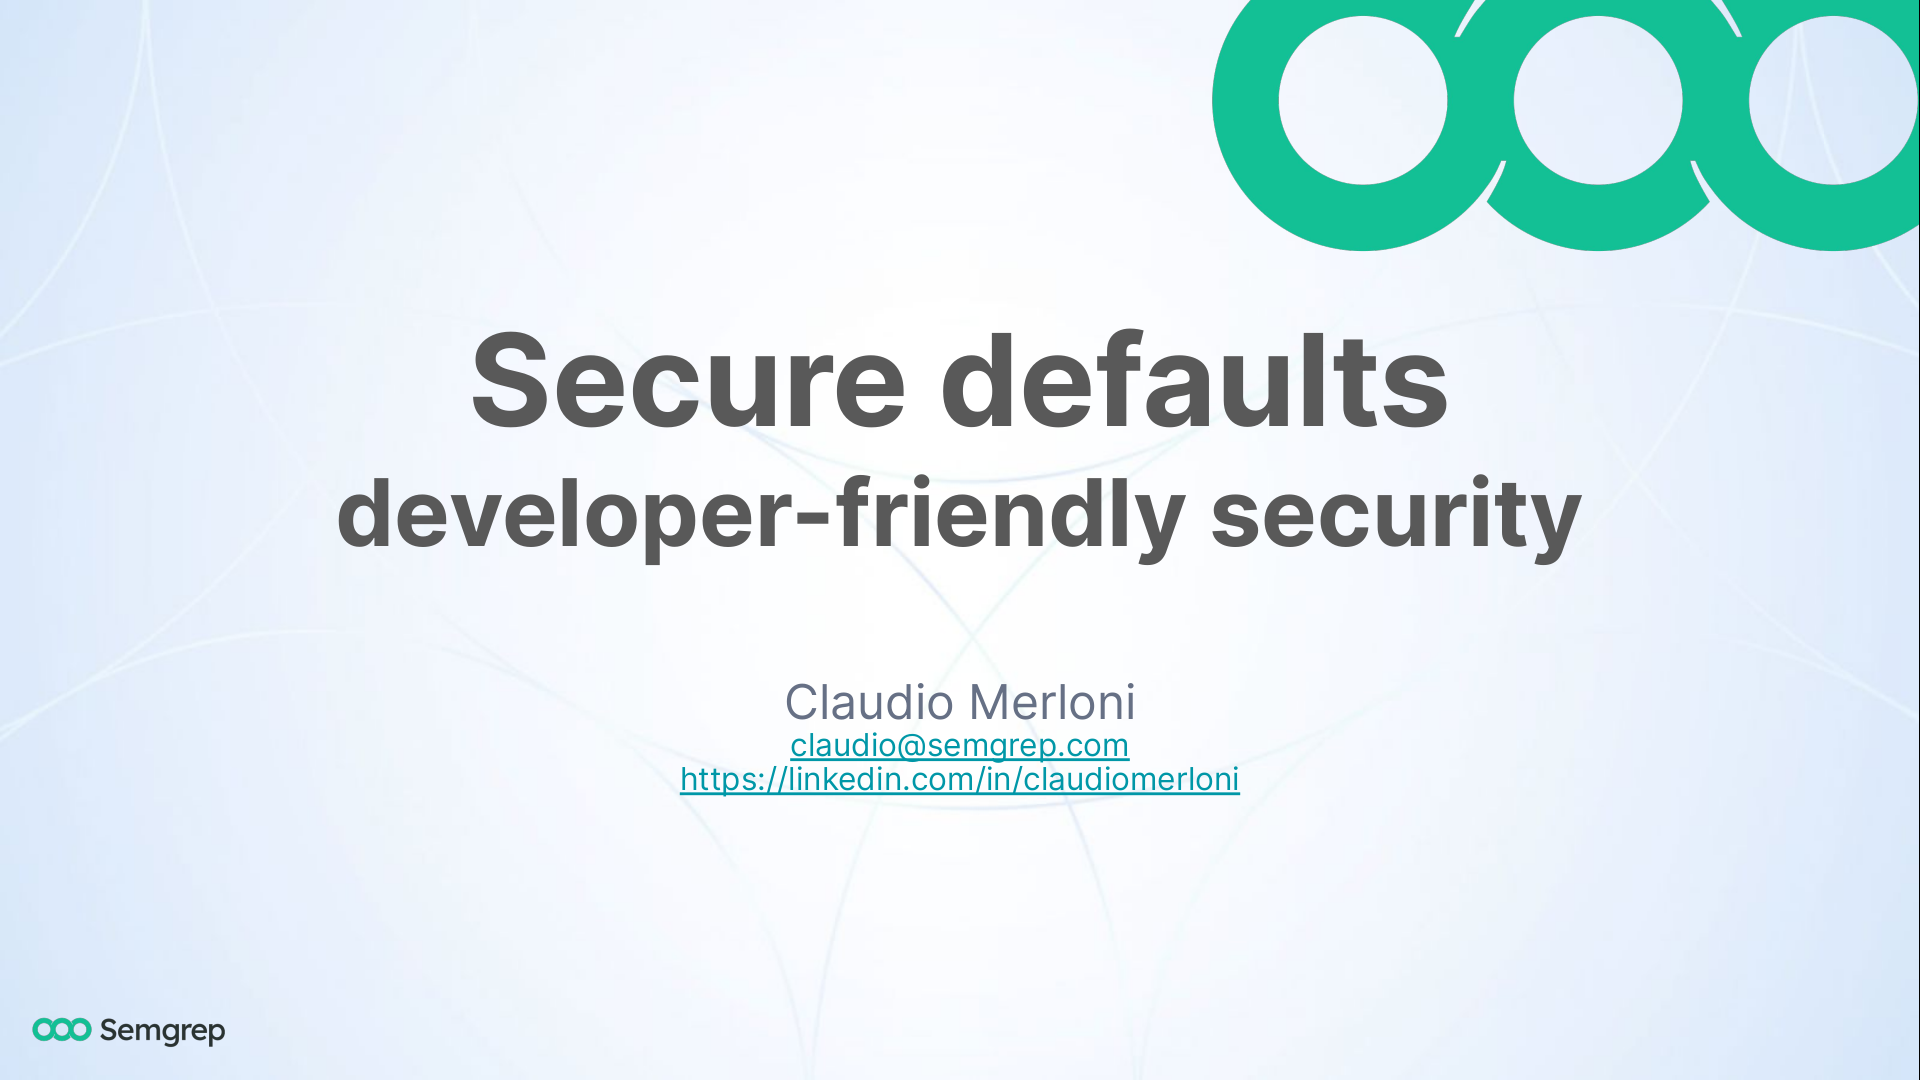 Secure defaults
developer-friendly security
Claudio Merloni
claudio@semgrep.com
https://linkedin.com/in/claudiomerloni
Semgrep